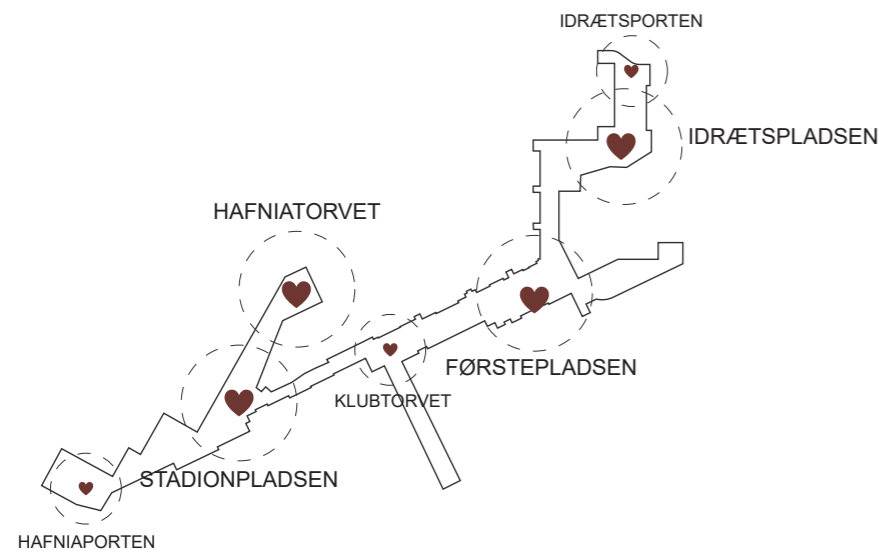 IDRÆTSPORTEN
IDRÆTSPLADSEN
HAFNIATORVET
FØRSTEPLADSEN
KLUBTORVET
STADIONPLADSEN
HAFNIAPORTEN